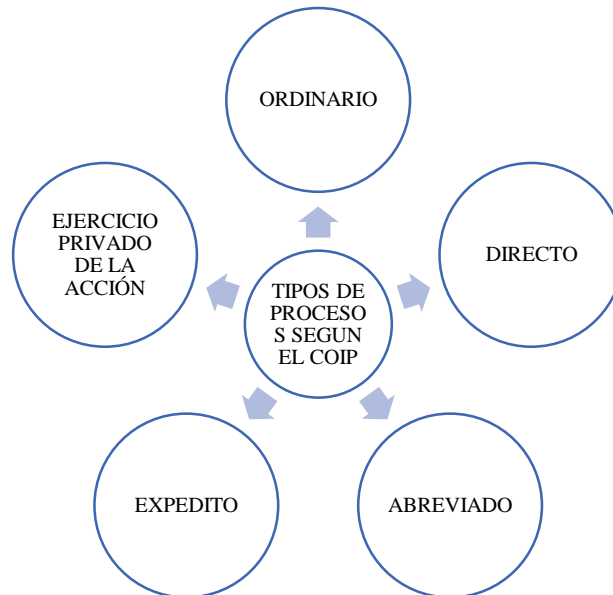 ORDINARIO
EJERCICIO
PRIVADO
DE LA
ACCIÓN
DIRECTO
TIPOS DE
PROCESO
S SEGUN
EL COIP
EXPEDITO
ABREVIADO